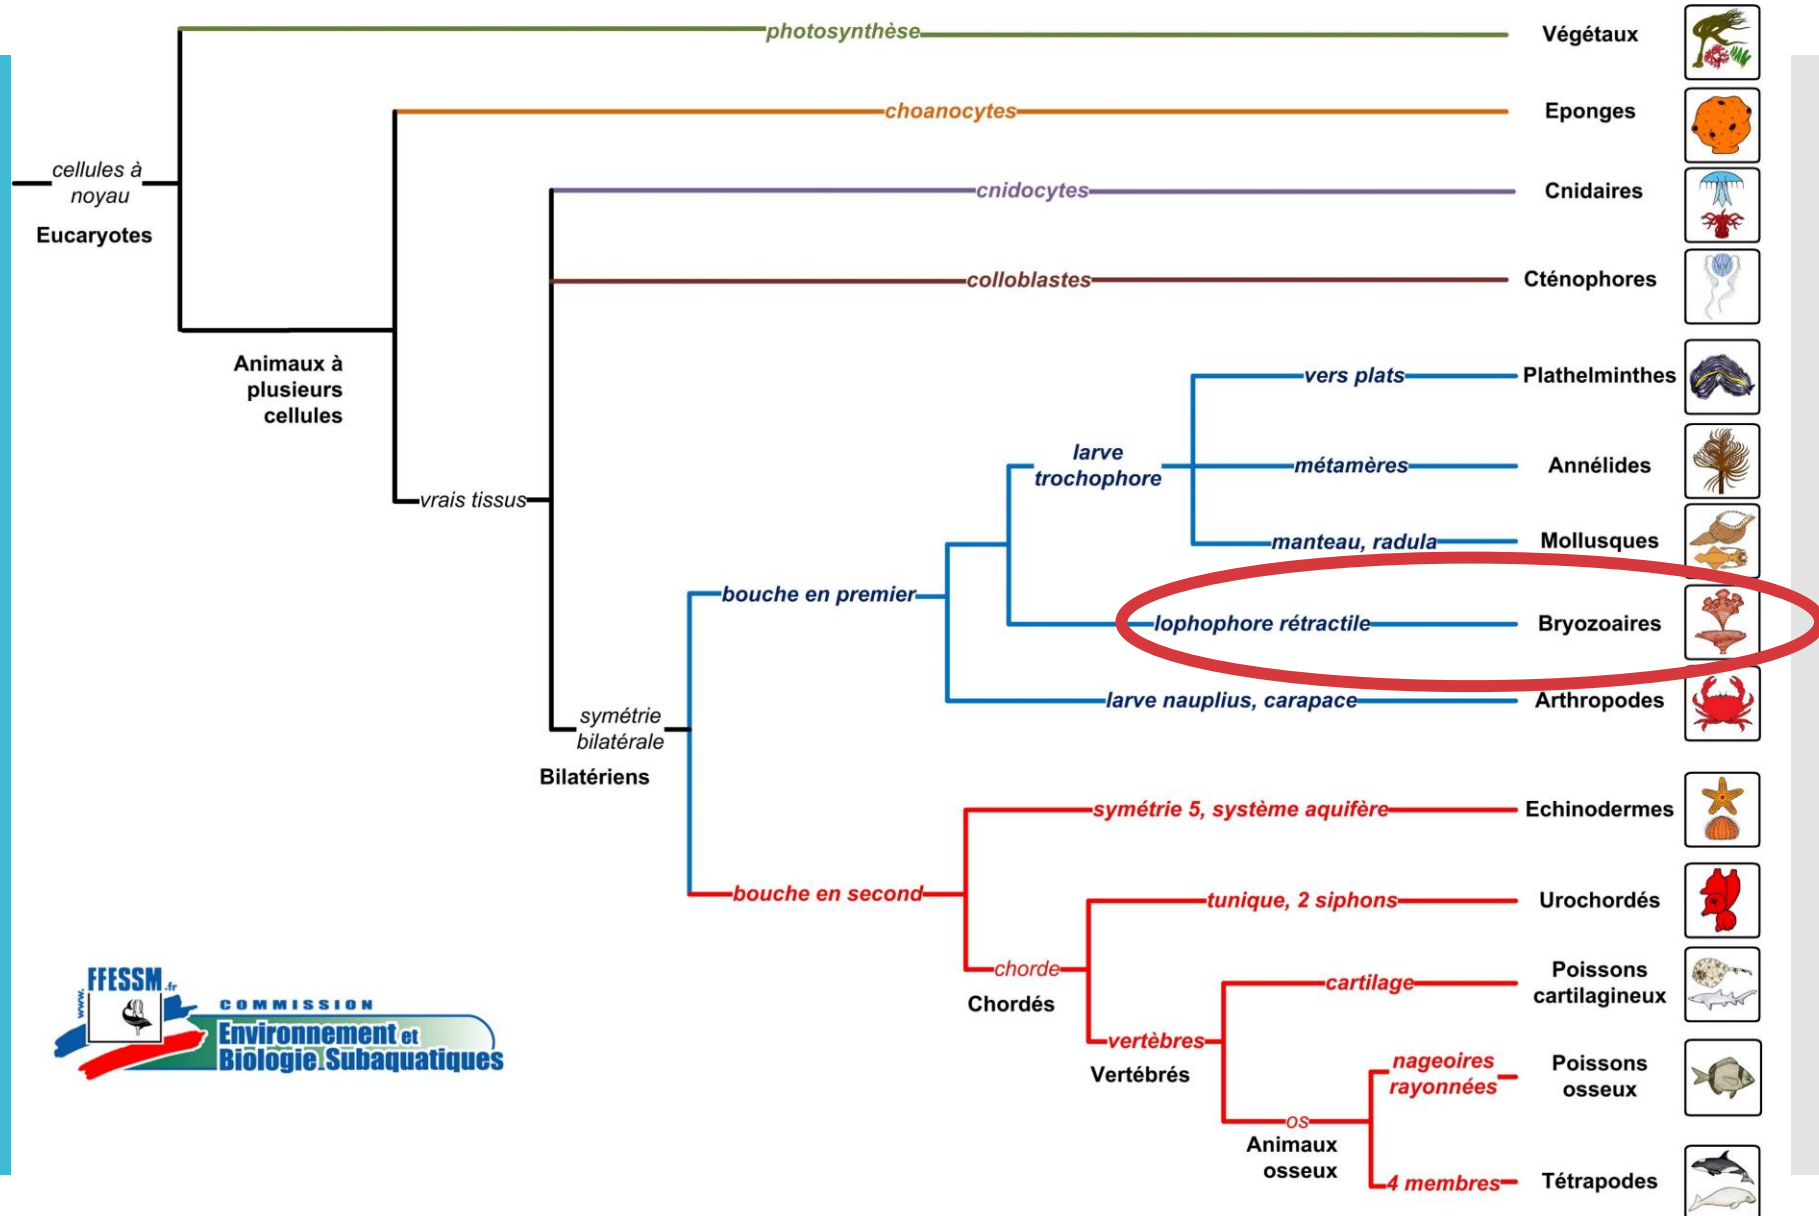 photosynthèse
Végétaux
choanocytes
Eponges
cellules à
noyau
Eucaryotes
cnidocytes
Cnidaires
colloblastes
Cténophores
Animaux à
plusieurs
cellules
vers plats
Plathelminthes
larve
trochophore
métamères
Annélides
vrais tissus
manteau, radula
Mollusques
bouche en premier
lophophore rétractile
Bryozoaires
larve nauplius, carapace
Arthropodes
symétrie
bilatérale
Bilatériens
symétrie 5, système aquifère
Echinodermes
bouche en second
tunique, 2 siphons
Urochordés
chorde
Chordés
cartilage
Poissons
cartilagineux
vertèbres
Vertébrés
nageoires
rayonnées
Poissons
osseux
os
Animaux
osseux
4 membres
Tétrapodes
www.
FFESSM.fr
COMMISSION
Environnement et
Biologie Subaquatiques